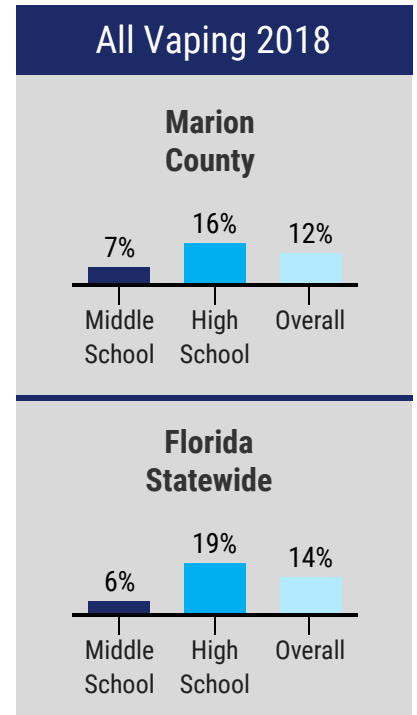 All Vaping 2018
Marion
County
7%
16%
12%
Middle
School
High
School
Overall
Florida
Statewide
6%
19%
14%
Middle
School
High
School
Overall